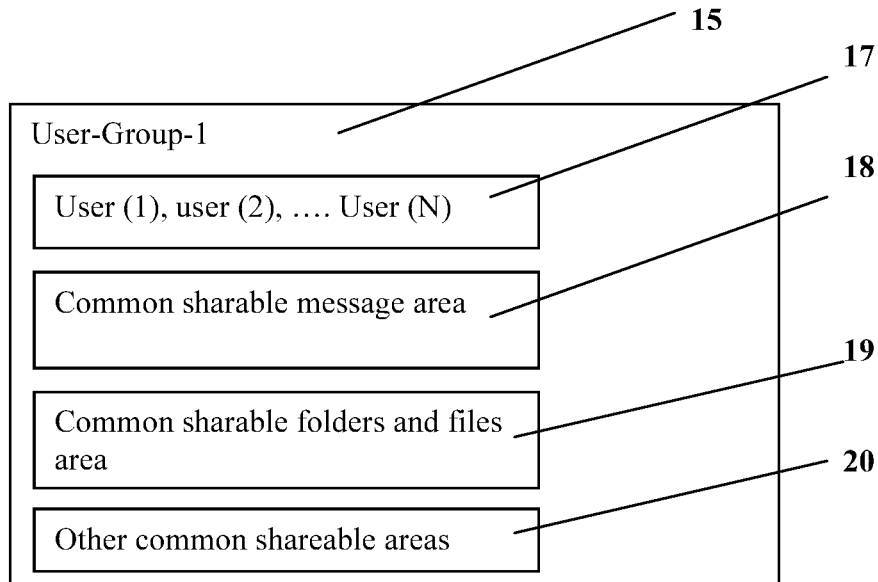 15
17
User-Group-1
18
User (1), user (2), .... User (N)
Common sharable message area
19
Common sharable folders and files
area
20
Other common shareable areas